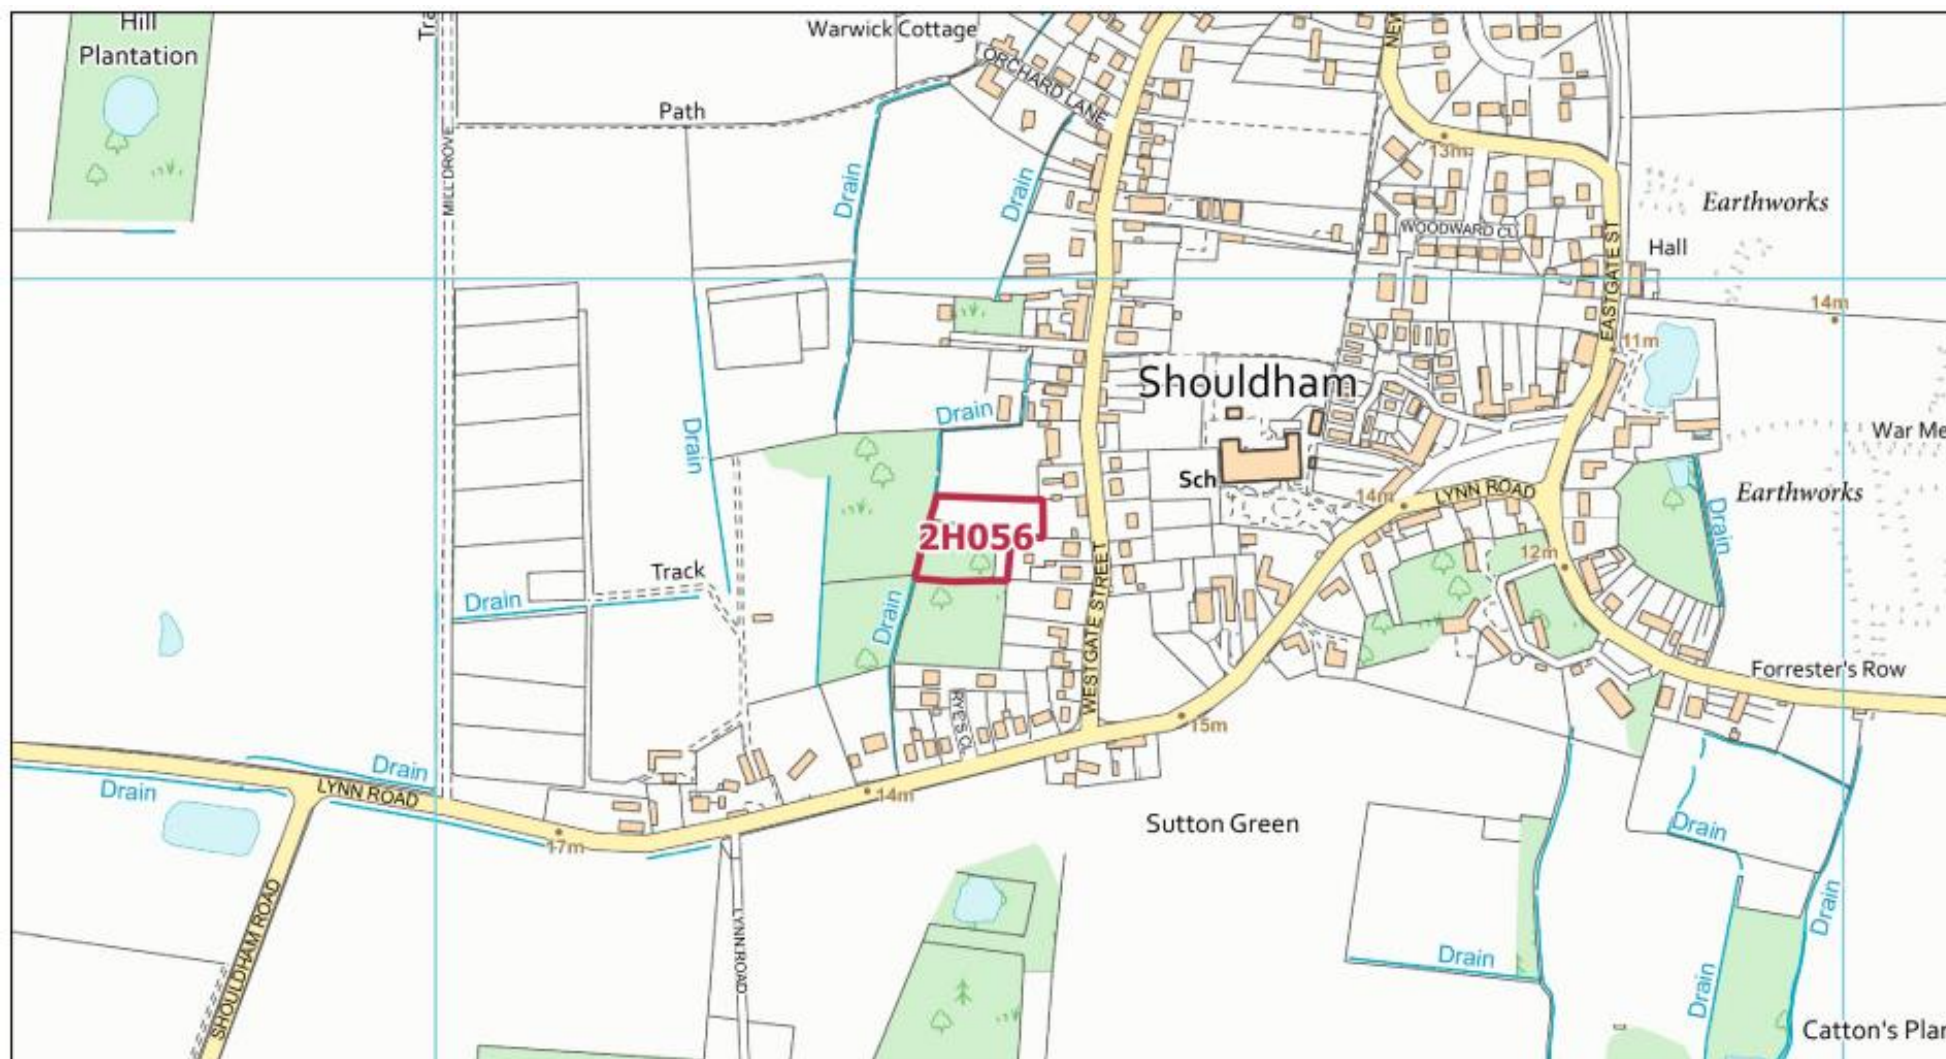 Hill
Plantation
Tra
Warwick Cottage
NEW
ORCHARD LANE
Path
MILL DROVE
13m
Drain
Drain
Earthworks
WOODWARD CL
Hall
EASTGATE ST
14m
11m
Shouldham
Drain
War Me
Drain
Sch
14m
LYNN ROAD
Earthworks
Drain
2H056
12m
Track
Drain
Drain
WESTGATE STREET
Forrester's Row
RYE'S CL
15m
Drain
Drain
LYNN ROAD
14m
Sutton Green
Drain
17m
SHOULDHAM ROAD
LYNN ROAD
Drain
Drain
Drain
Catton's Plan